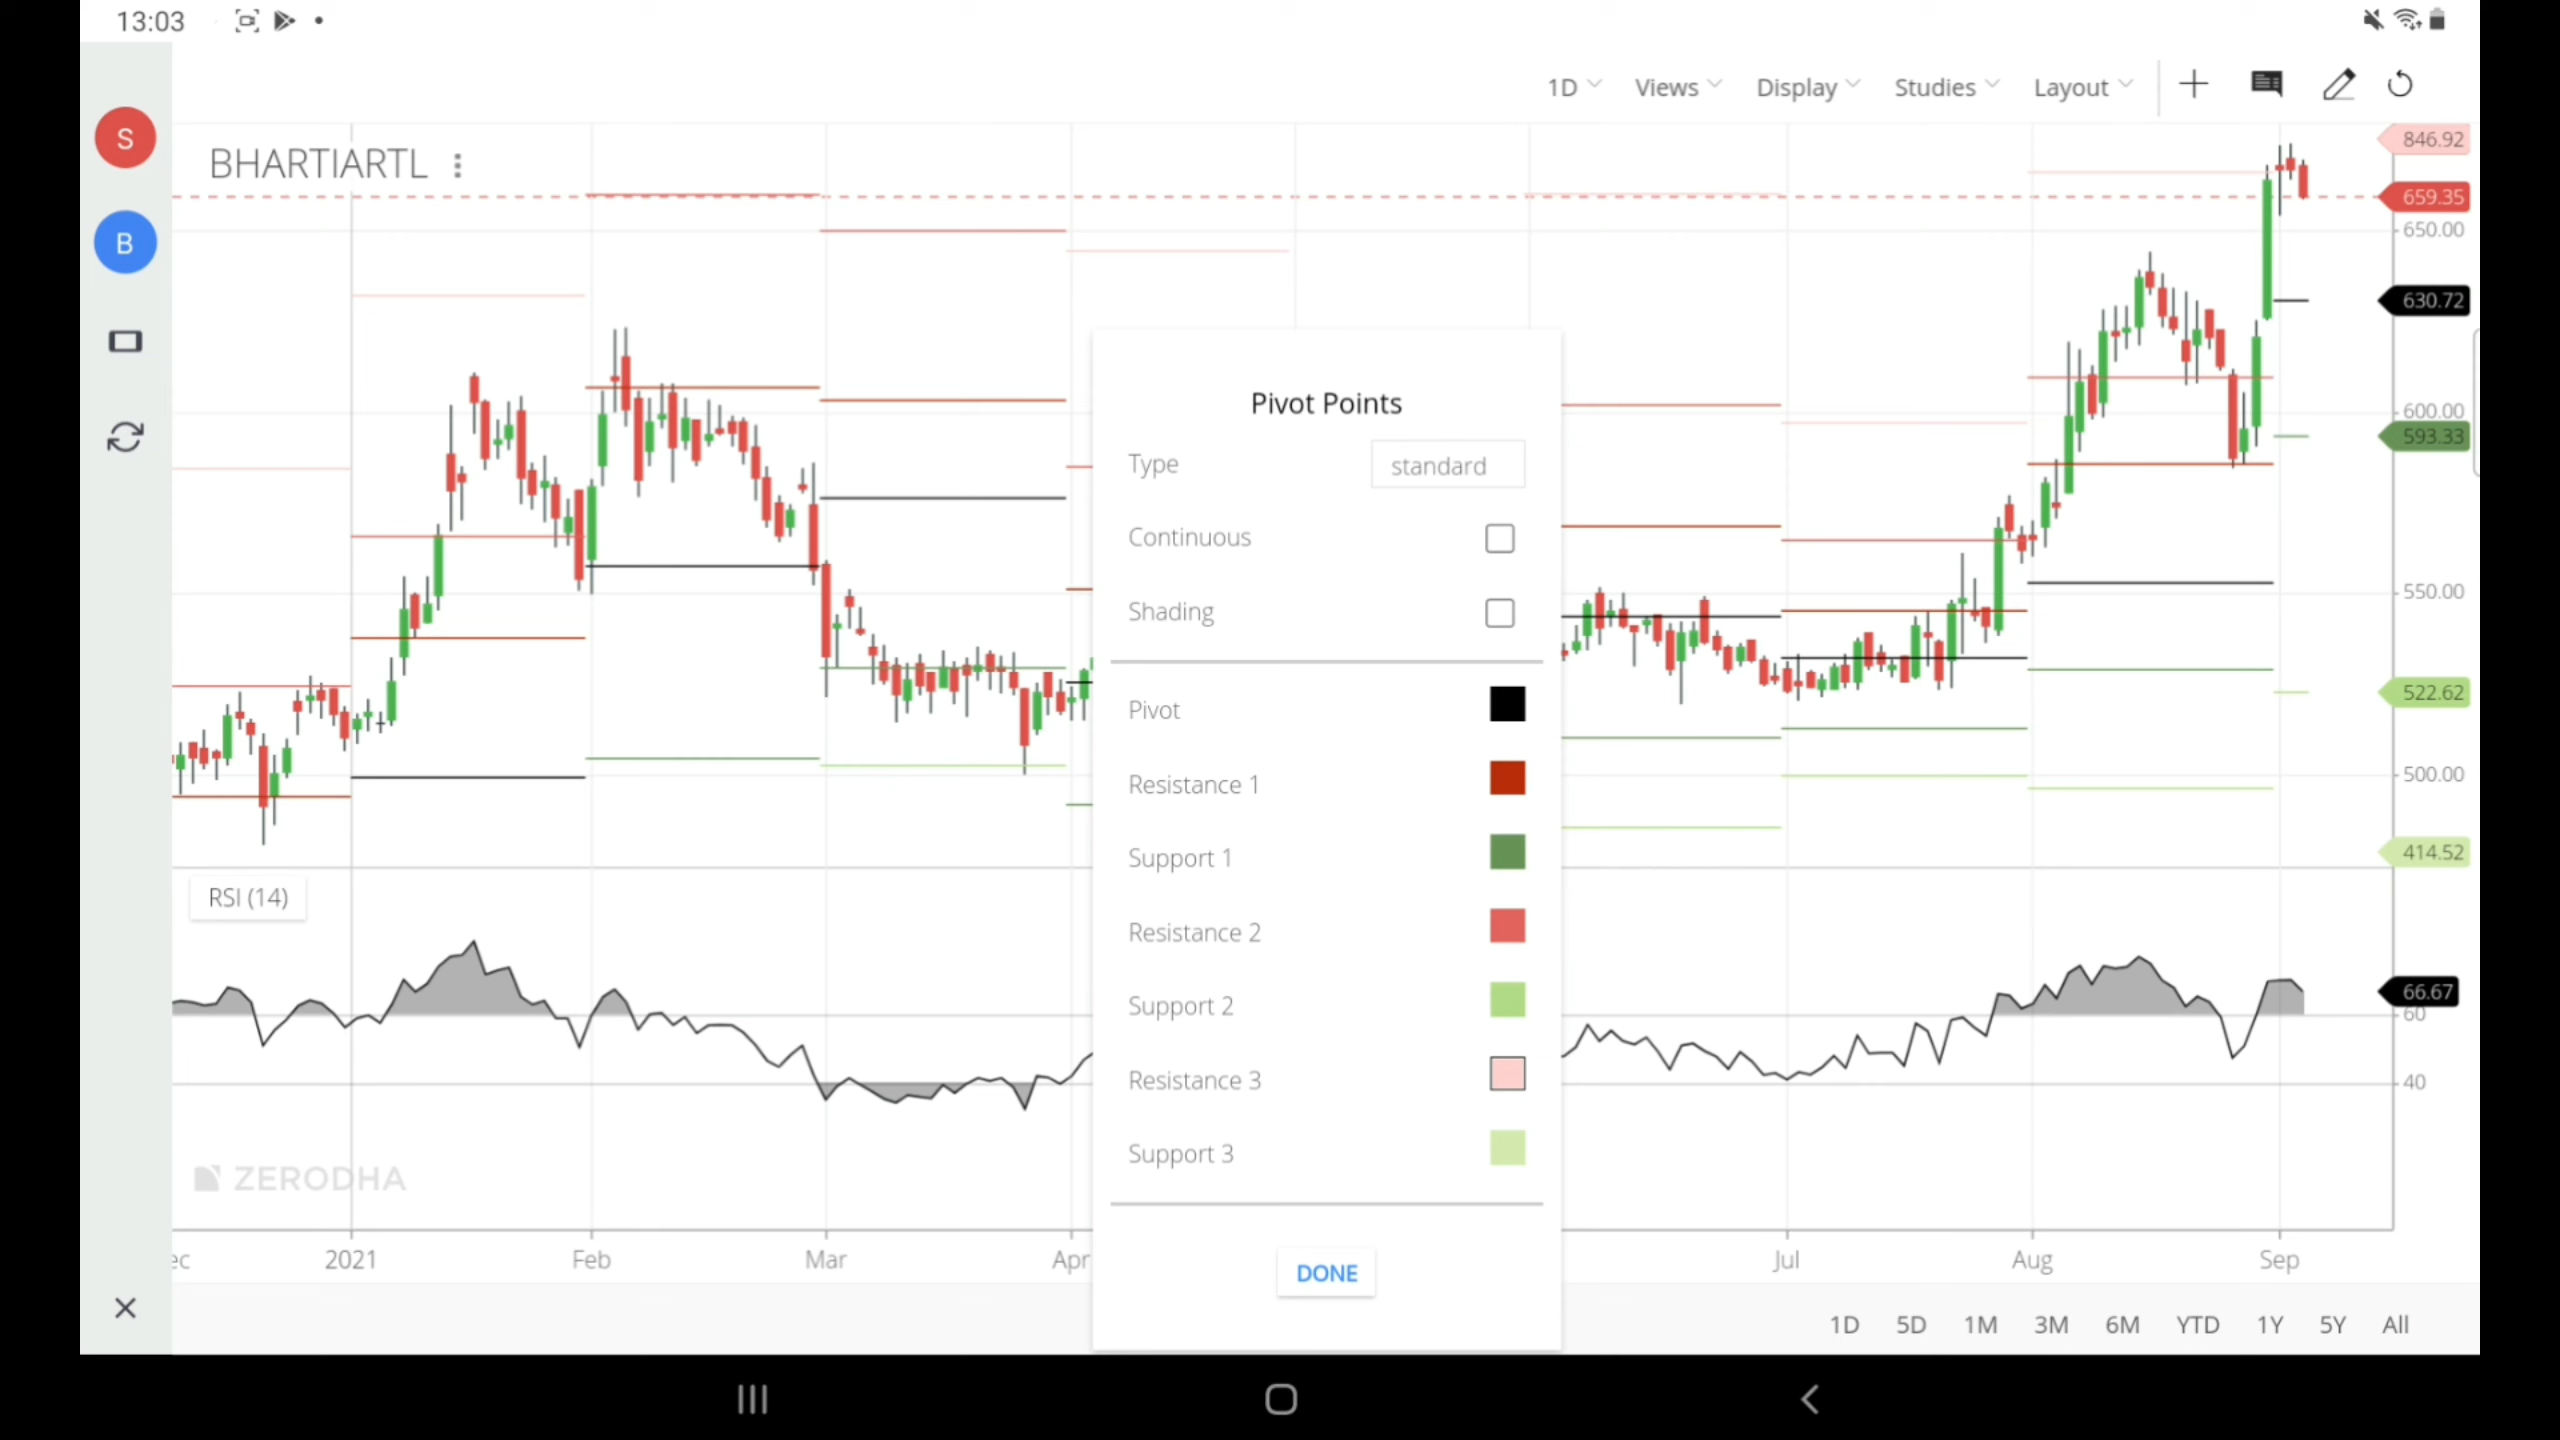 13:03
1D Views Display Studies Layout
S
B
BHARTIARTL
846.92
659.35
650.00
630.72
600.00
593.33
550.00
522.62
500.00
414.52
Pivot Points
Type standard
Continuous
Shading
Pivot
Resistance 1
Support 1
Resistance 2
Support 2
Resistance 3
Support 3
DONE
RSI (14)
66.67
60
40
ZERODHA
ec 2021 Feb Mar Apr Jul Aug Sep
1D 5D 1M 3M 6M YTD 1Y 5Y All